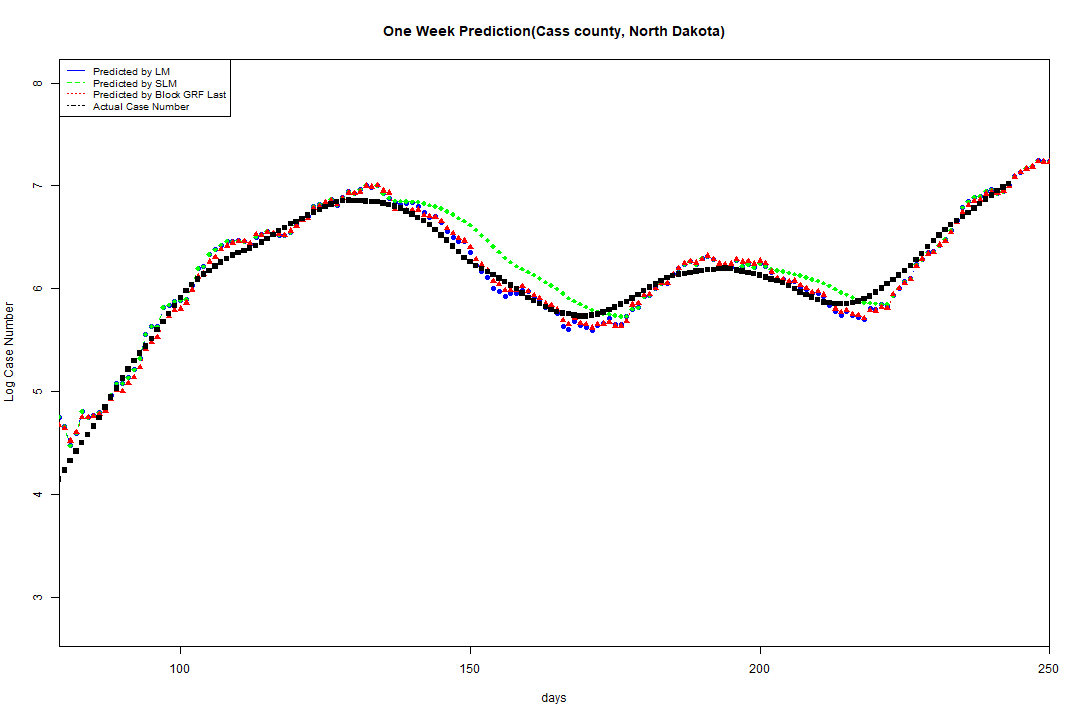 One Week Prediction(Cass county, North Dakota)
Predicted by LM
Predicted by SLM
Predicted by Block GRF Last
Actual Case Number
8
7
6
5
4
3
Log Case Number
100 150 200 250
days